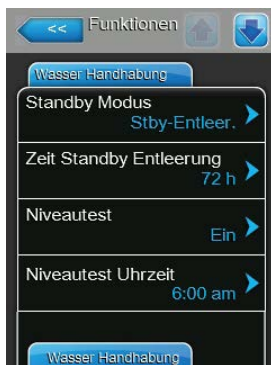 << Funktionen
Wasser Handhabung
Standby Modus
Stby-Entleer.
Zeit Standby Entleerung
72 h
Niveautest
Ein
Niveautest Uhrzeit
6:00 am
Wasser Handhabung